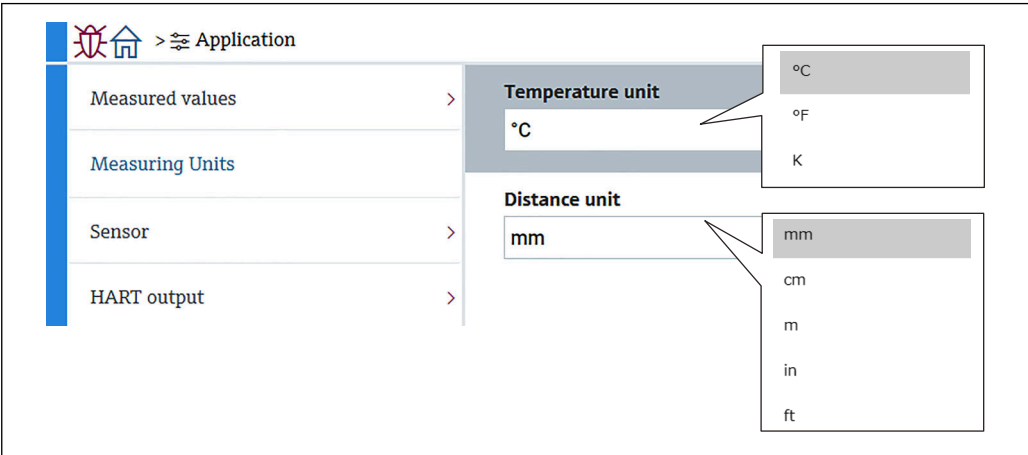 > Application
Measured values >
Measuring Units
Sensor >
HART output >
Temperature unit
°C
Distance unit
mm
°C
°F
K
mm
cm
m
in
ft